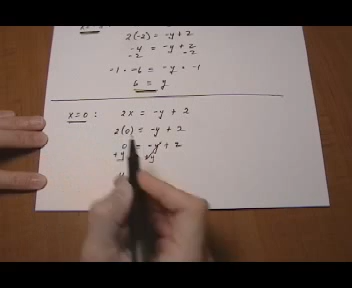 2(-2) = -y + 2
-4 = -y + 2
-2 -2
-1 · -6 = -y · -1
6 = y
x=0 : 2x = -y + 2
2(0) = -y + 2
0 = -y + 2
+y +y